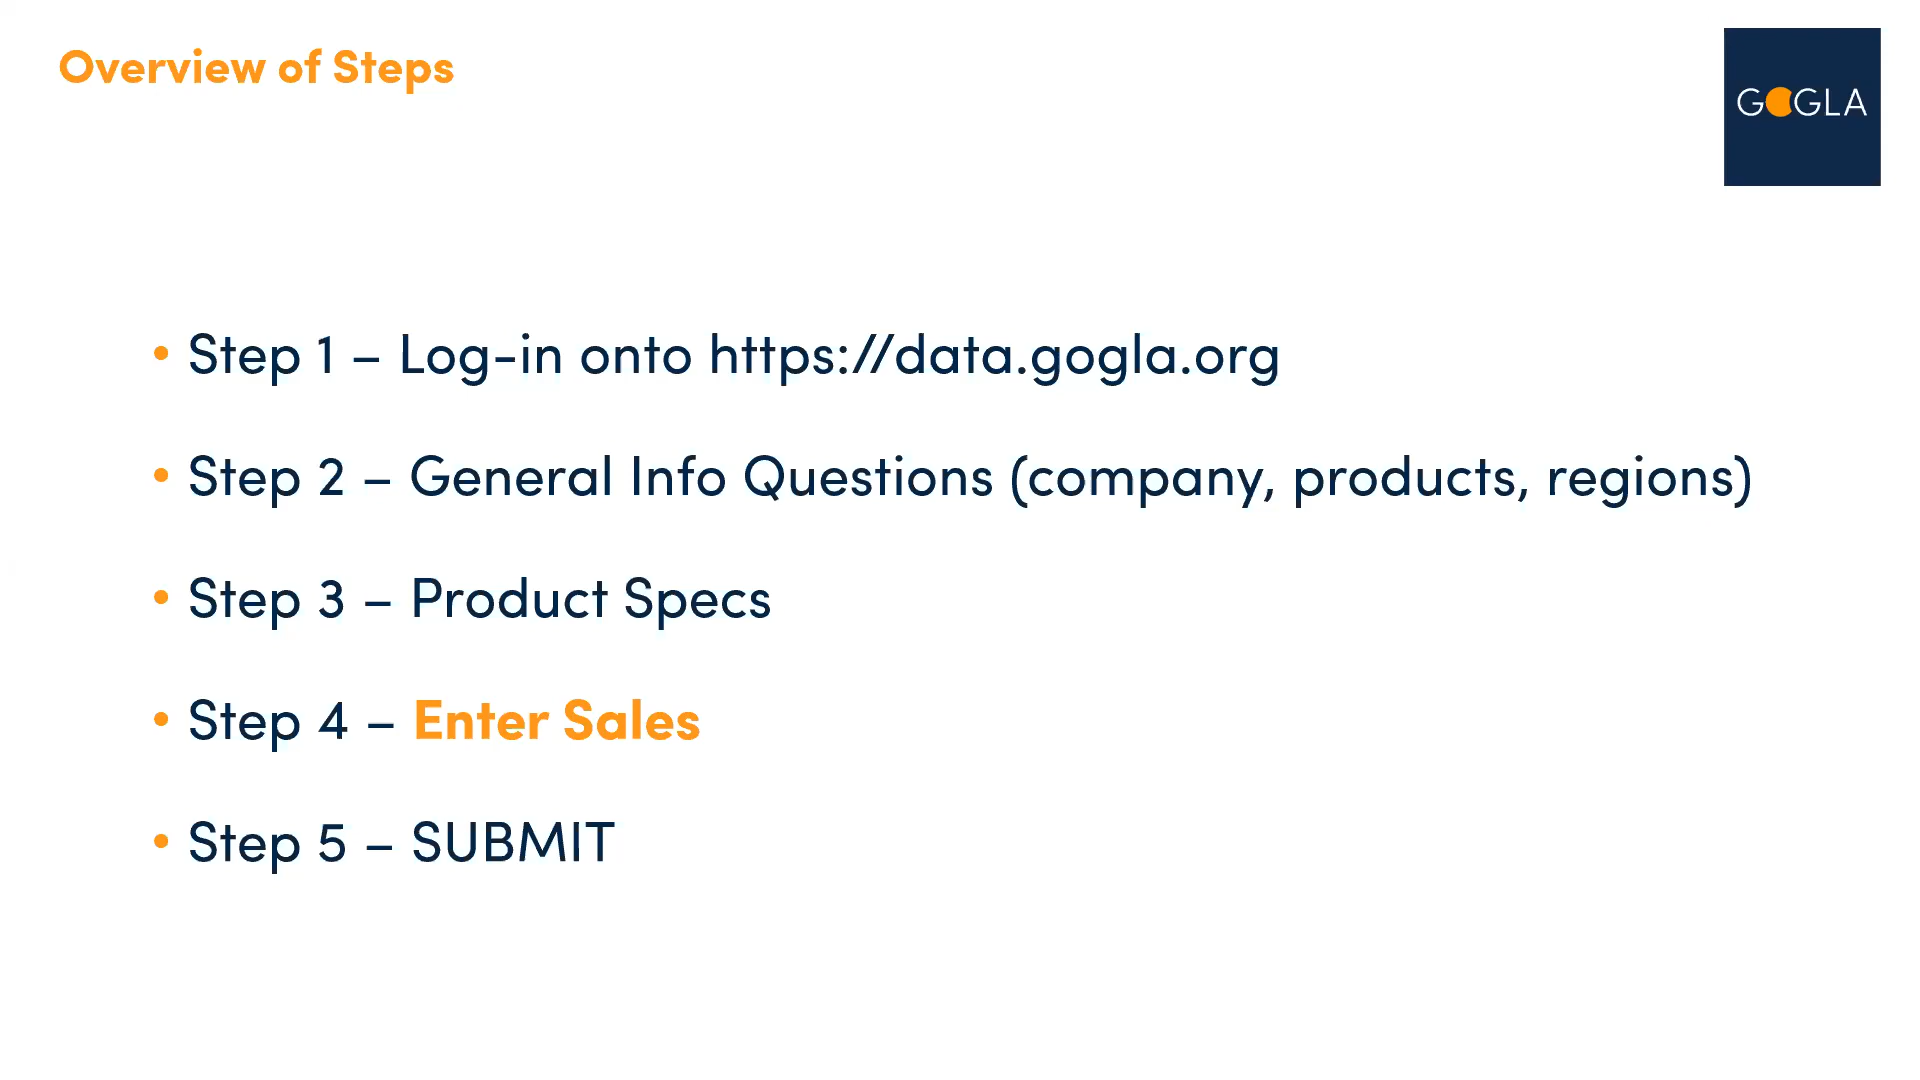 Overview of Steps
GOGLA
• Step 1 – Log-in onto https://data.gogla.org
• Step 2 – General Info Questions (company, products, regions)
• Step 3 – Product Specs
• Step 4 – Enter Sales
• Step 5 – SUBMIT